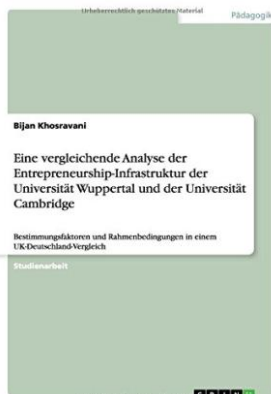 Urheberrechtlich geschütztes Material
Pädagogik
Bijan Khosravani
Eine vergleichende Analyse der
Entrepreneurship-Infrastruktur der
Universität Wuppertal und der Universität
Cambridge
Bestimmungsfaktoren und Rahmenbedingungen in einem
UK-Deutschland-Vergleich
Studienarbeit